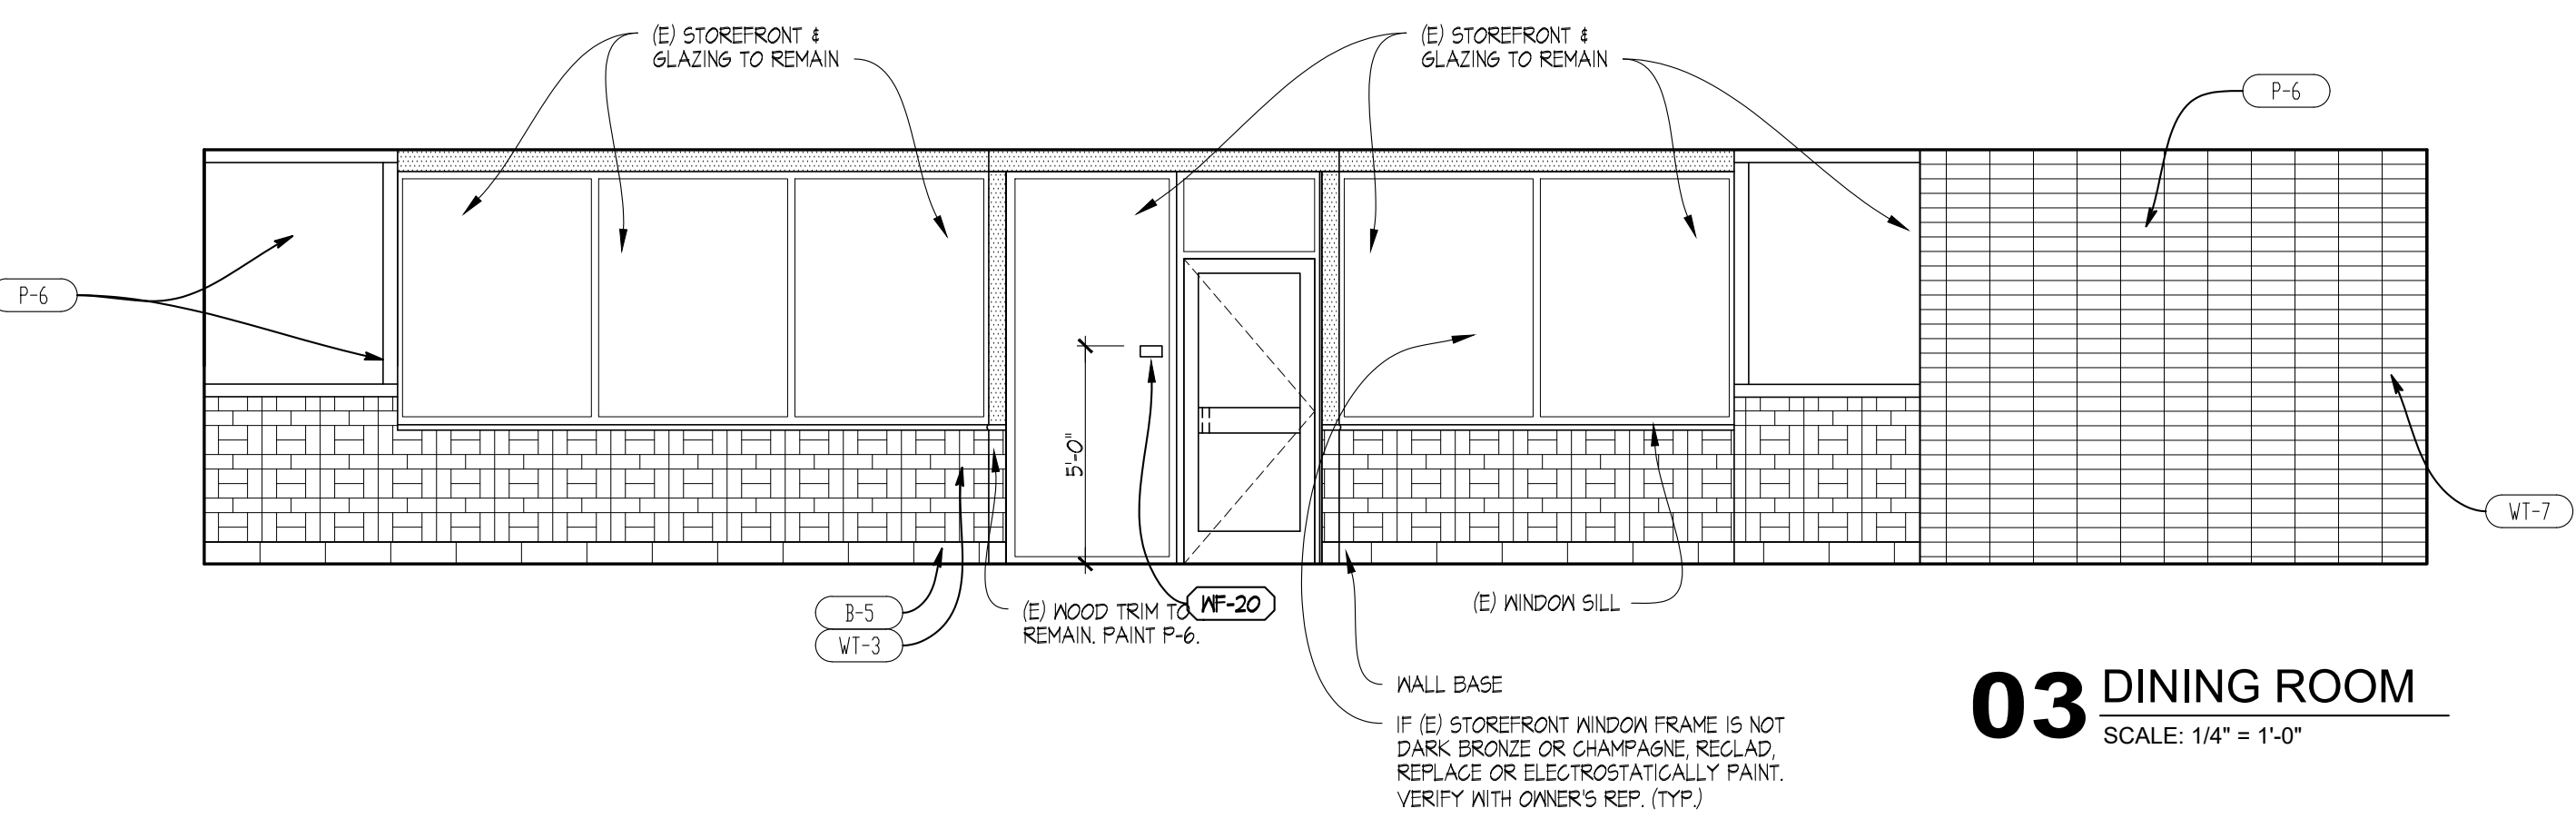 (E) STOREFRONT &
GLAZING TO REMAIN
(E) STOREFRONT &
GLAZING TO REMAIN
P-6
P-6
5'-0"
WT-7
B-5
WT-3
(E) WOOD TRIM TO
REMAIN. PAINT P-6.
WF-20
(E) WINDOW SILL
WALL BASE
IF (E) STOREFRONT WINDOW FRAME IS NOT
DARK BRONZE OR CHAMPAGNE, RECLAD,
REPLACE OR ELECTROSTATICALLY PAINT.
VERIFY WITH OWNER'S REP. (TYP.)
03 DINING ROOM
SCALE: 1/4" = 1'-0"